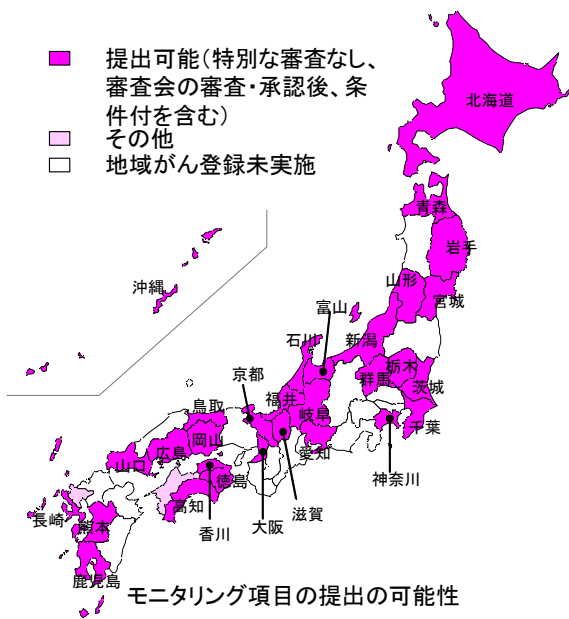 提出可能(特別な審査なし、
審査会の審査・承認後、条
件付を含む)
その他
地域がん登録未実施
北海道
青森
岩手
沖縄
山形
宮城
富山
石川
新潟
栃木
京都
群馬
茨城
福井
鳥取
岐阜
千葉
岡山
広島
愛知
山口
徳島
神奈川
高知
滋賀
長崎
熊本
香川
大阪
鹿児島
モニタリング項目の提出の可能性